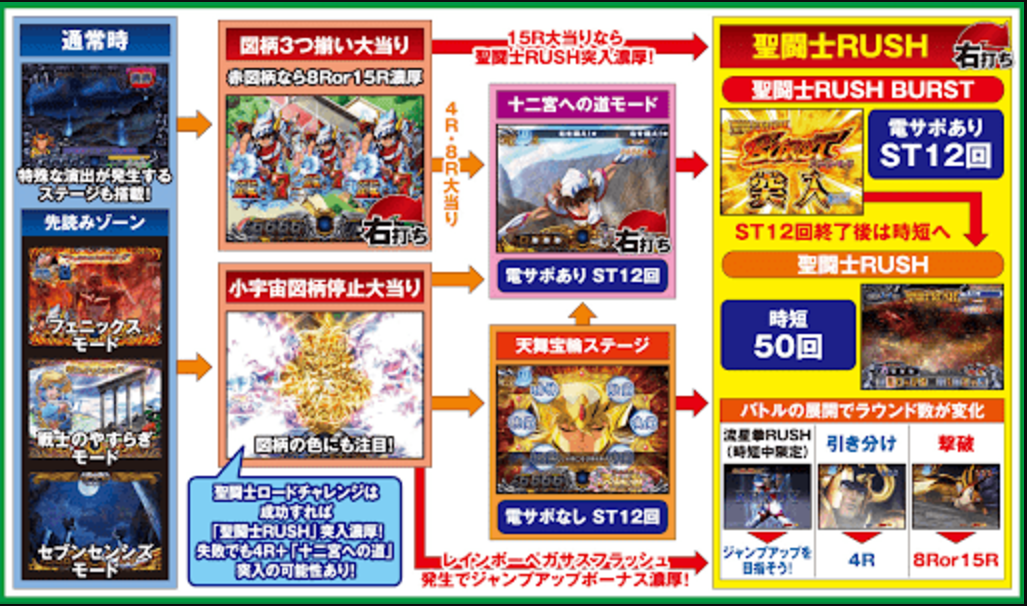 通常時
特殊な演出が発生する
ステージも搭載!
先読みゾーン
フェニックス
モード
戦士のやすらぎ
モード
セブンセンシズ
モード
図柄3つ揃い大当り
赤図柄なら8Ror15R濃厚
右打ち
小宇宙図柄停止大当り
図柄の色にも注目!
聖闘士ロードチャレンジは
成功すれば
「聖闘士RUSH」突入濃厚!
失敗でも4R+「十二宮への道」
突入の可能性あり!
15R大当りなら
聖闘士RUSH突入濃厚!
4R・8R大当り
十二宮への道モード
右打ち
電サポあり ST12回
天舞宝輪ステージ
電サポなし ST12回
レインボーペガサスフラッシュ
発生でジャンプアップボーナス濃厚!
聖闘士RUSH
右打ち
聖闘士RUSH BURST
BURST
突入
電サポあり
ST12回
ST12回終了後は時短へ
聖闘士RUSH
時短
50回
バトルの展開でラウンド数が変化
流星拳RUSH
(時短中限定)
ジャンプアップを
目指そう!
引き分け
4R
撃破
8Ror15R